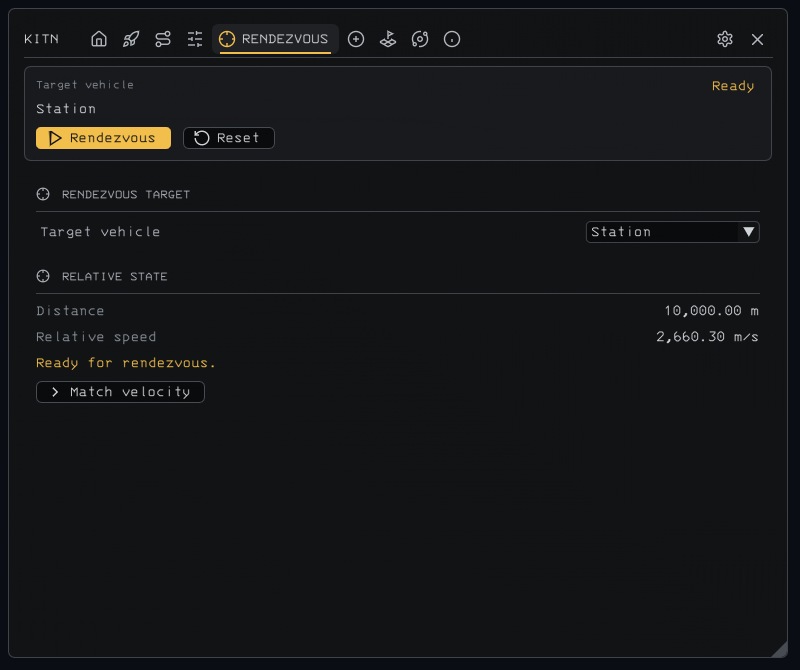 KITN RENDEZVOUS
Target vehicle Ready
Station
Rendezvous Reset
RENDEZVOUS TARGET
Target vehicle Station
RELATIVE STATE
Distance 10,000.00 m
Relative speed 2,660.30 m/s
Ready for rendezvous.
Match velocity